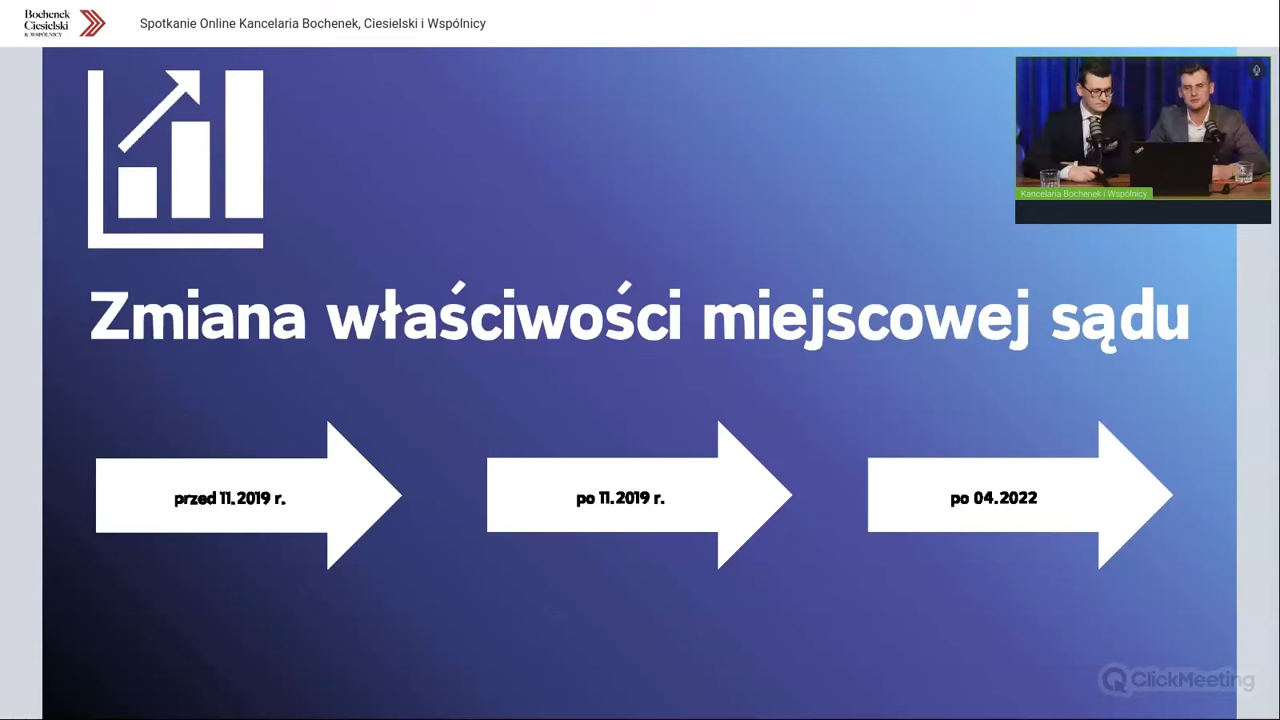 Bochenek
Ciesielski
& WSPÓLNICY
Spotkanie Online Kancelaria Bochenek, Ciesielski i Wspólnicy
Kancelaria Bochenek i Wspólnicy
Zmiana właściwości miejscowej sądu
przed 11.2019 r.
po 11.2019 r.
po 04.2022
ClickMeeting